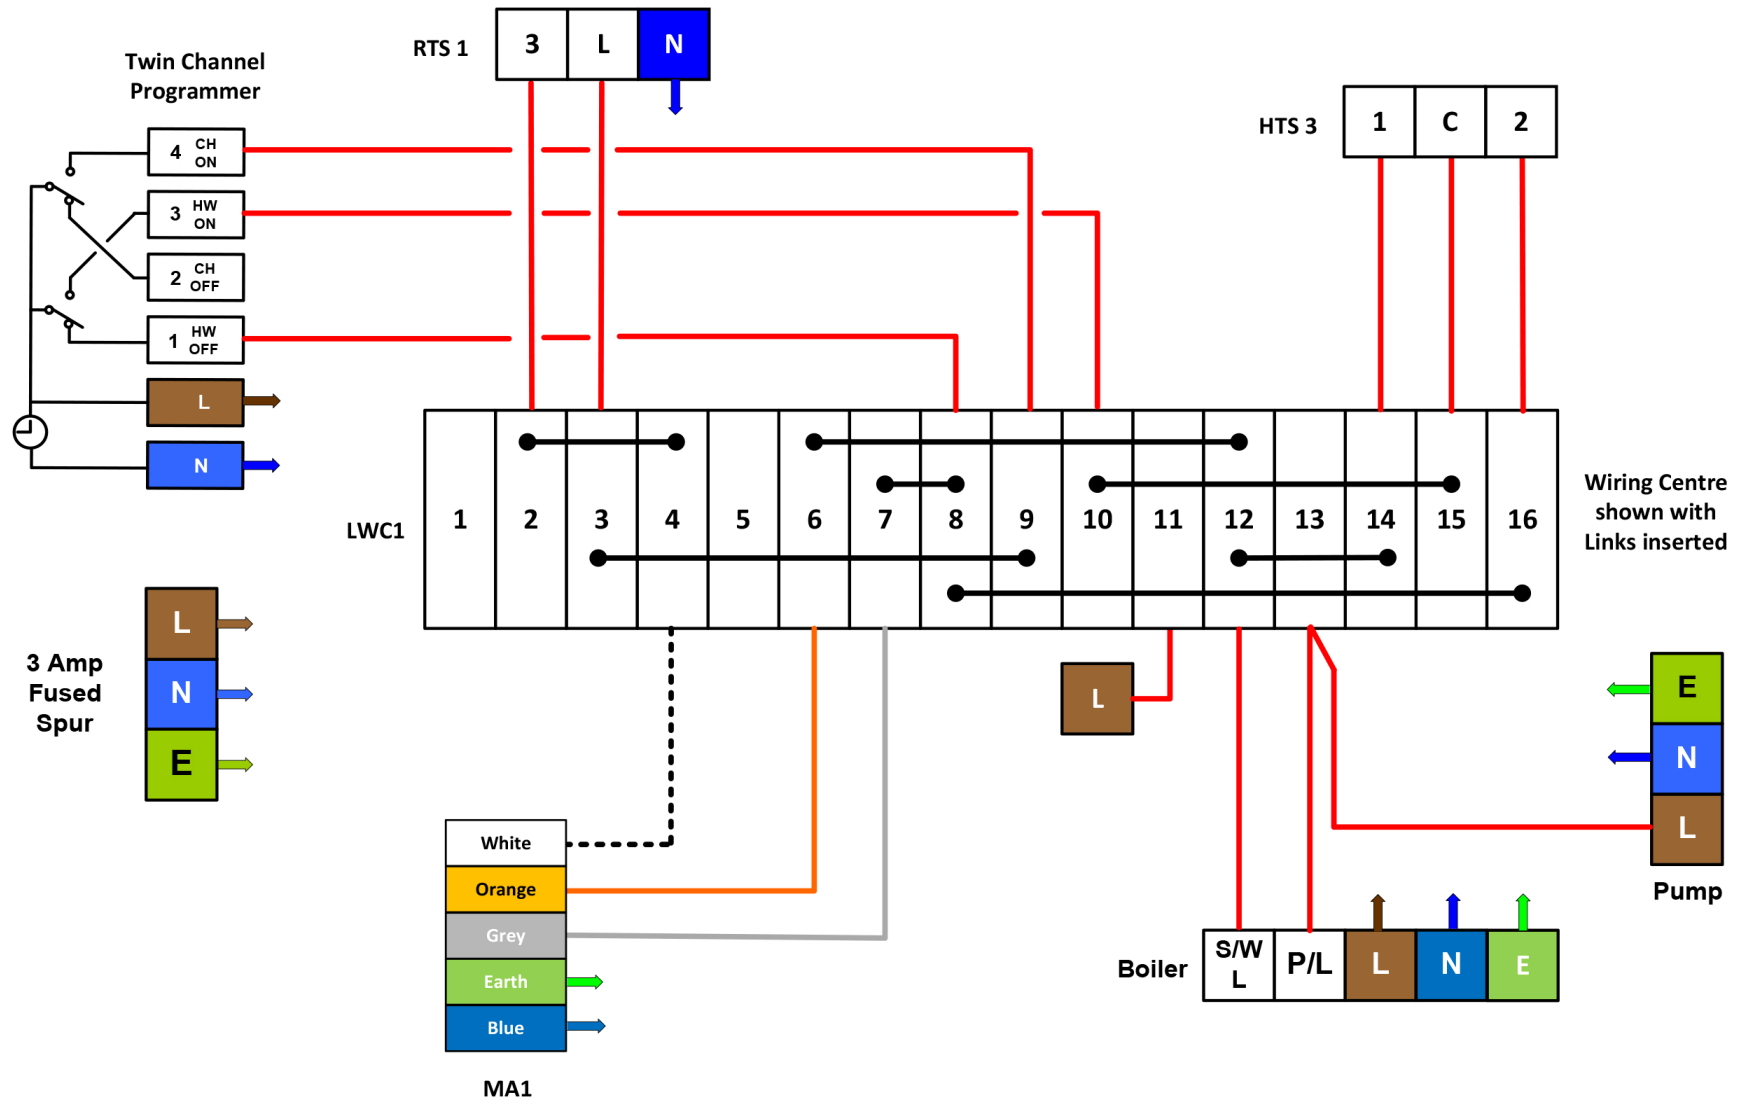 RTS 1
3 L N
Twin Channel
Programmer
HTS 3
1 C 2
4 CH
ON
3 HW
ON
2 CH
OFF
1 HW
OFF
L
N
LWC1
1 2 3 4 5 6 7 8 9 10 11 12 13 14 15 16
Wiring Centre
shown with
Links inserted
3 Amp
Fused
Spur
L
N
E
L
E
N
L
Pump
White
Orange
Grey
Earth
Blue
MA1
Boiler
S/W
L
P/L
L
N
E